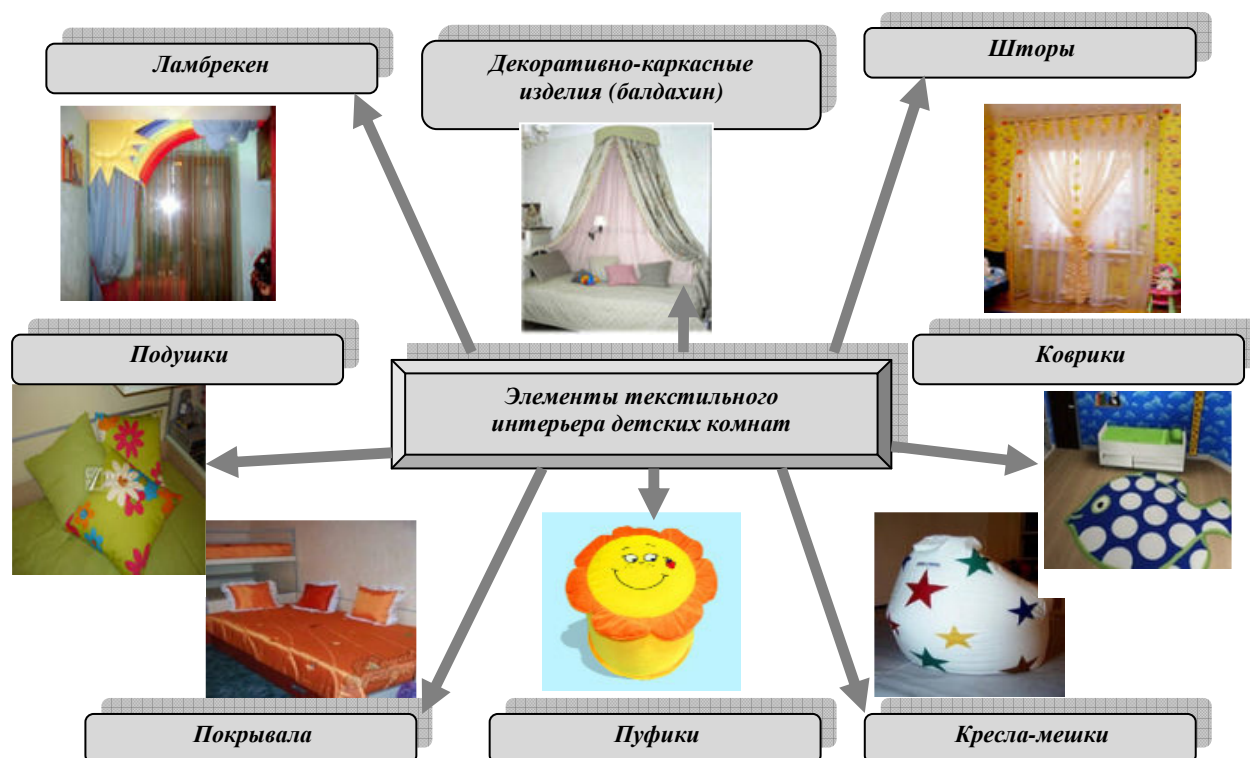 Ламбрекен
Декоративно-каркасные
изделия (балдахин)
Шторы
Подушки
Коврики
Элементы текстильного
интерьера детских комнат
Покрывала
Пуфики
Кресла-мешки